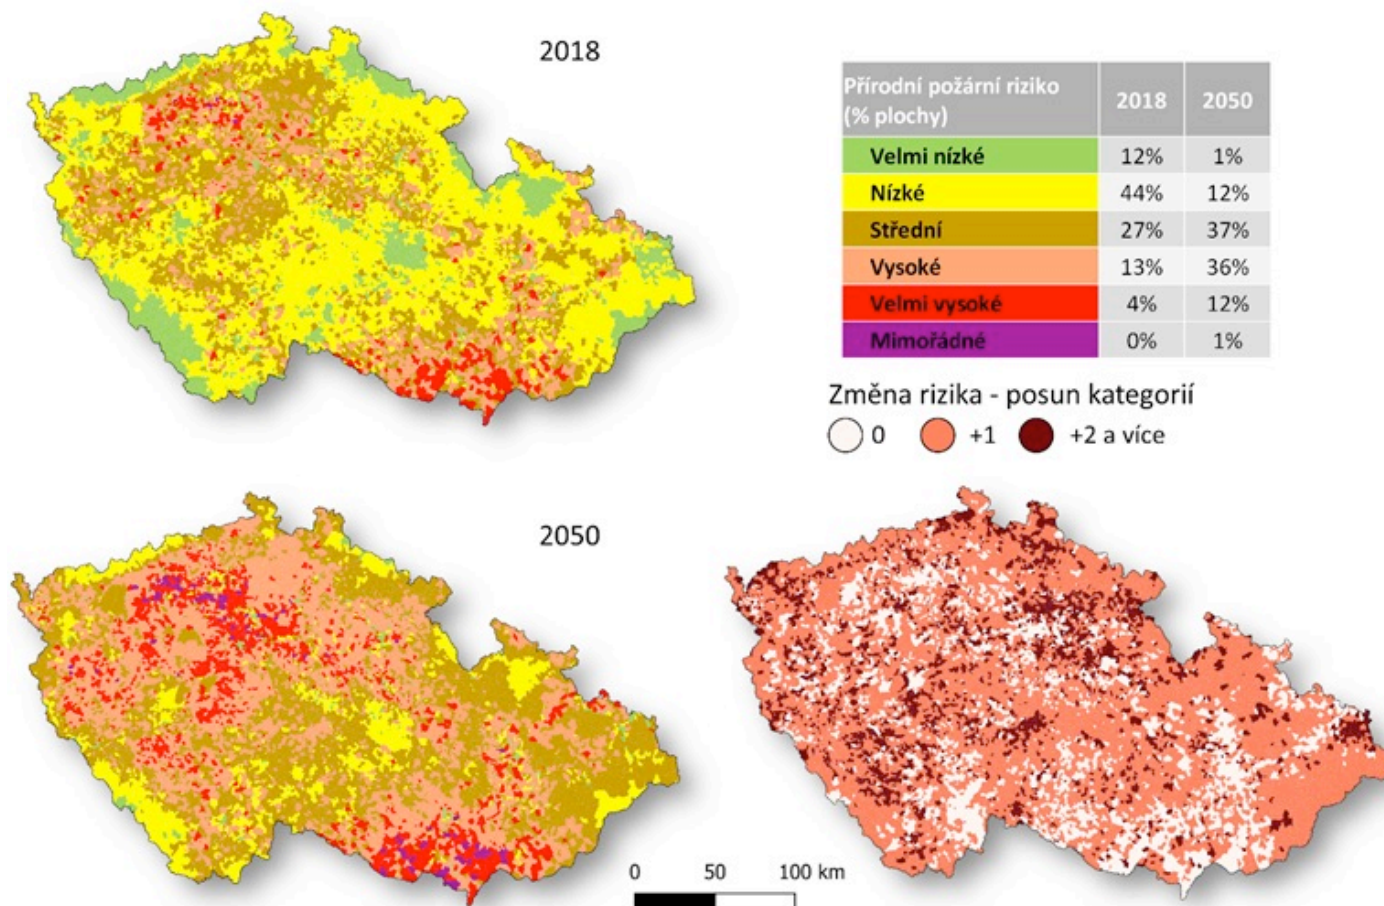 2018
Přírodní požární riziko
(% plochy)
2018
2050
Velmi nízké 12% 1%
Nízké 44% 12%
Střední 27% 37%
Vysoké 13% 36%
Velmi vysoké 4% 12%
Mimořádné 0% 1%
Změna rizika - posun kategorií
0 +1 +2 a více
2050
0 50 100 km